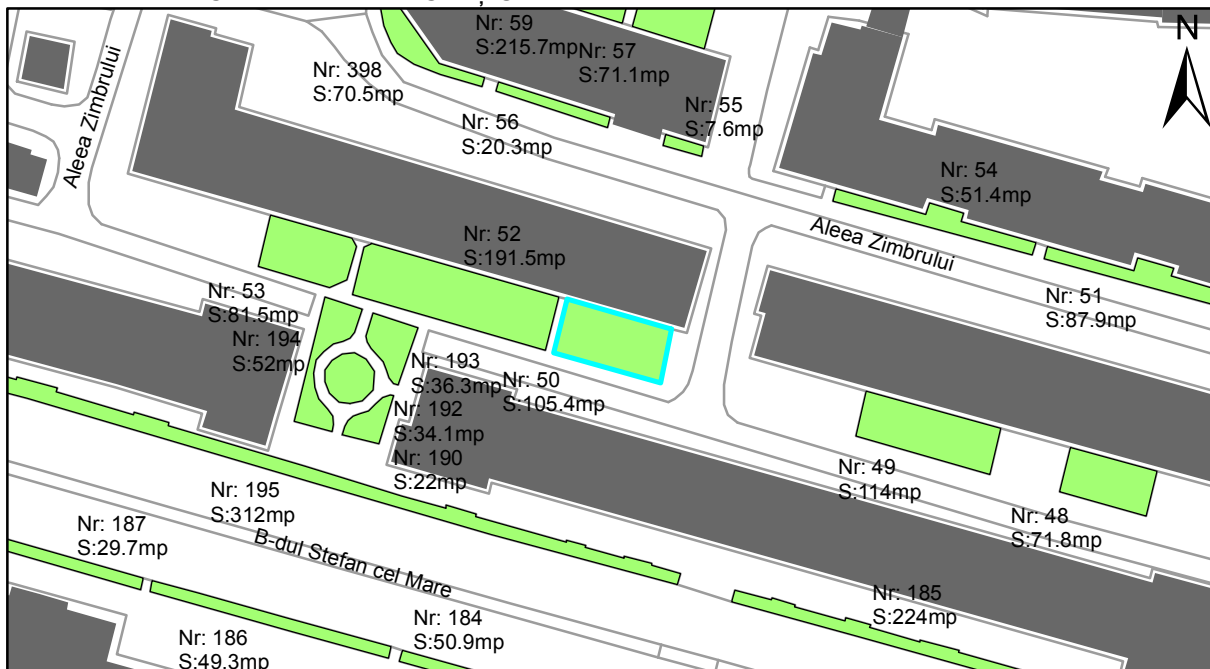 Nr: 59
S:215.7mp
Nr: 57
S:71.1mp
N
Nr: 398
S:70.5mp
Aleea Zimbrului
Nr: 55
S:7.6mp
Nr: 56
S:20.3mp
Nr: 54
S:51.4mp
Aleea Zimbrului
Nr: 52
S:191.5mp
Nr: 53
S:81.5mp
Nr: 51
S:87.9mp
Nr: 194
S:52mp
Nr: 193
S:36.3mp
Nr: 50
S:105.4mp
Nr: 192
S:34.1mp
Nr: 190
S:22mp
Nr: 49
S:114mp
Nr: 195
S:312mp
Nr: 48
S:71.8mp
Nr: 187
S:29.7mp
B-dul Stefan cel Mare
Nr: 185
S:224mp
Nr: 184
S:50.9mp
Nr: 186
S:49.3mp